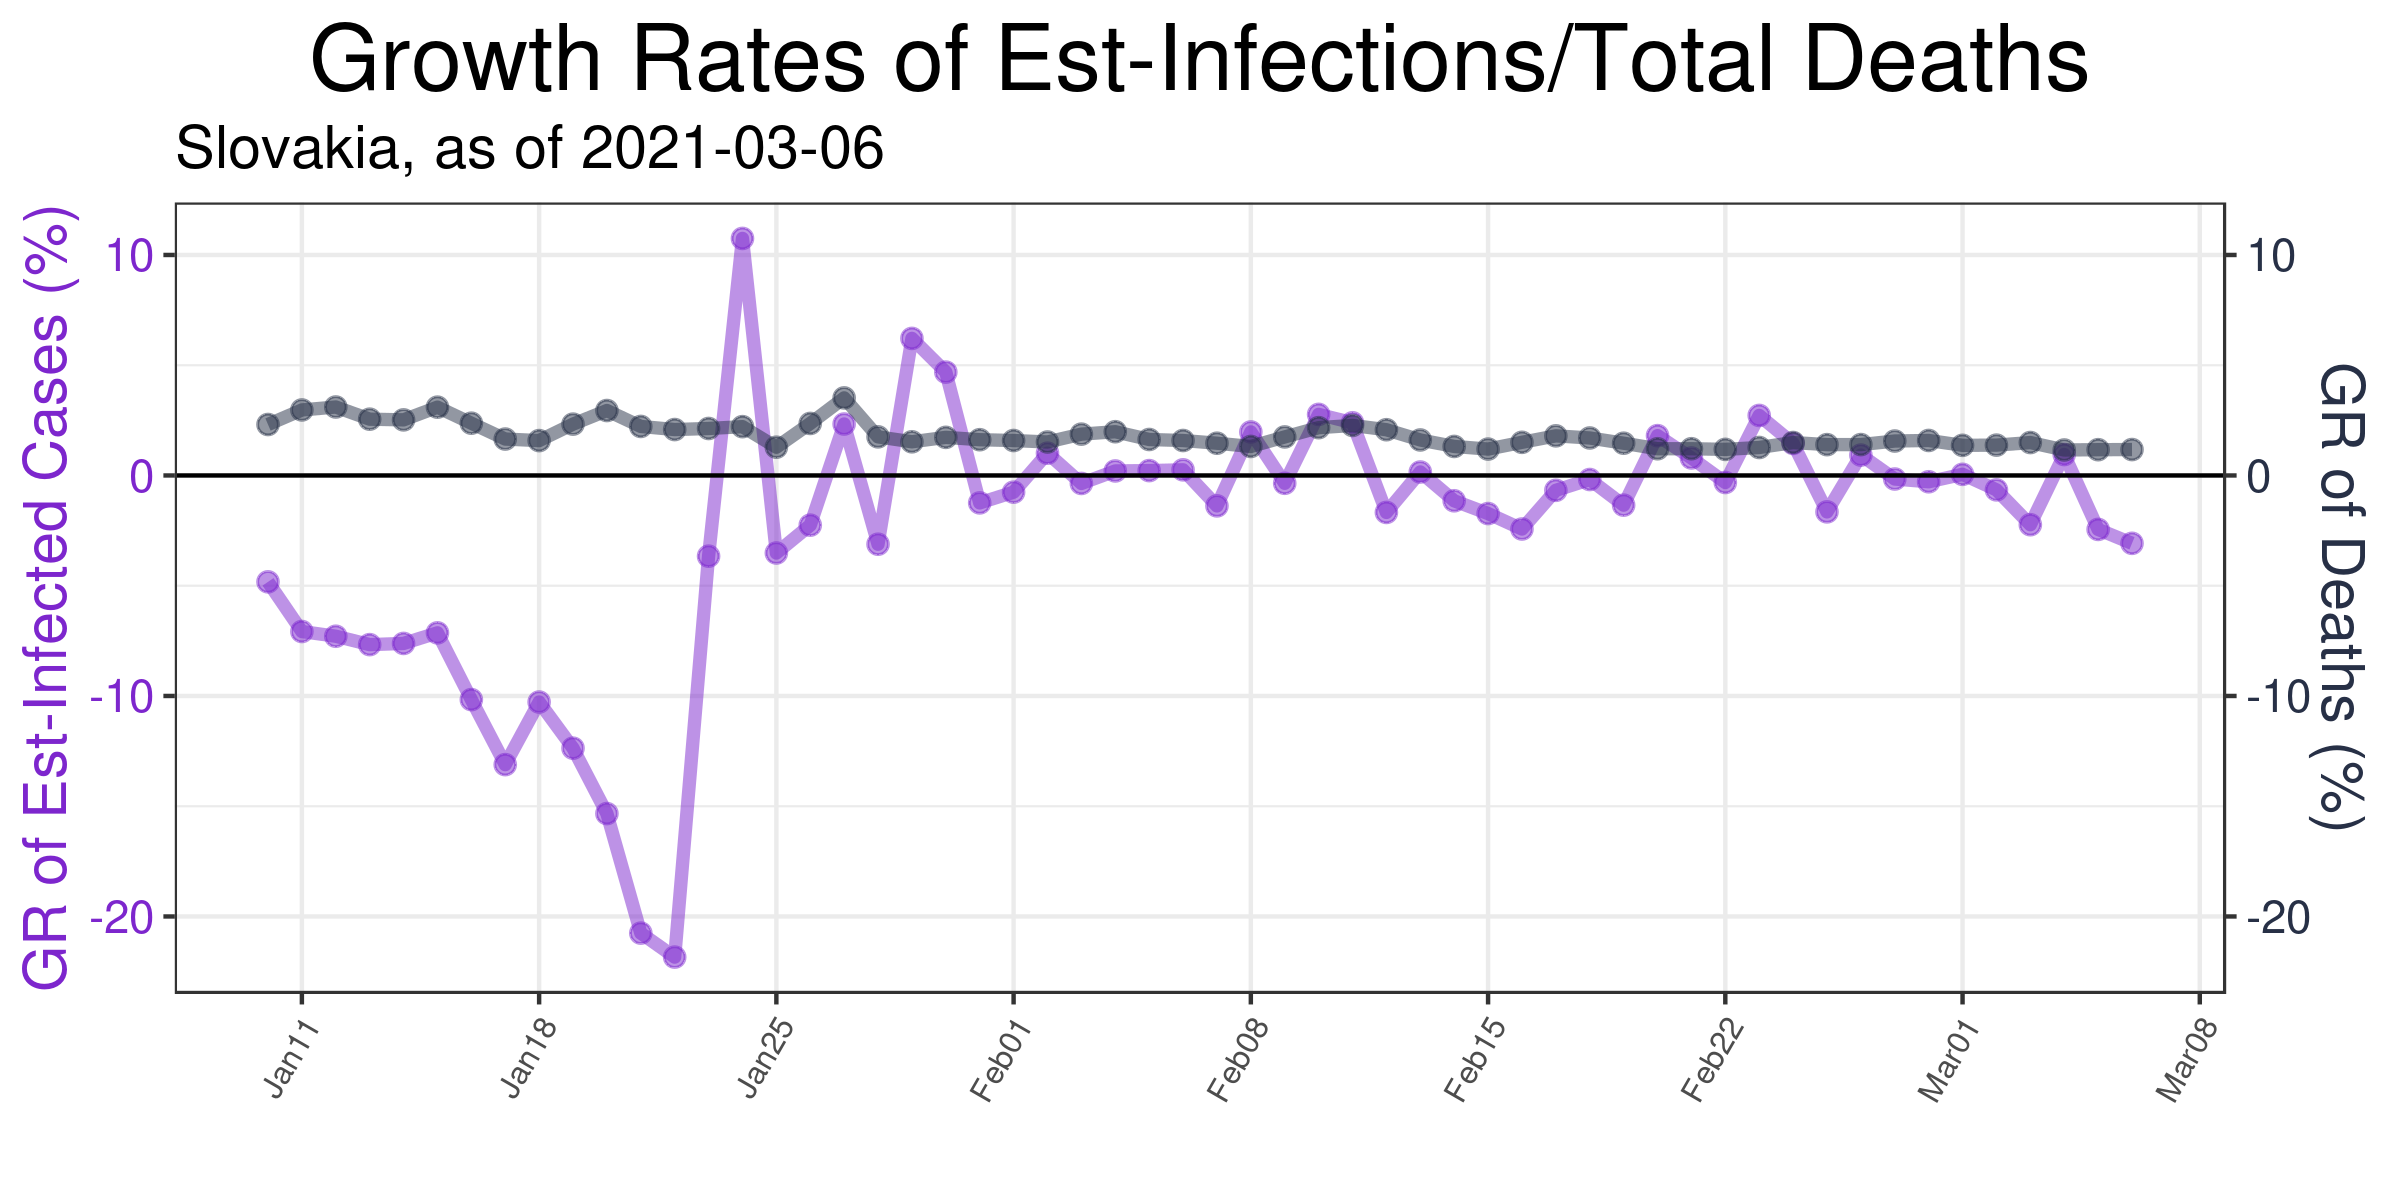 Growth Rates of Est-Infections/Total Deaths
Slovakia, as of 2021-03-06
GR of Est-Infected Cases (%)
10
0
-10
-20
10
0
-10
-20
GR of Deaths (%)
Jan11
Jan18
Jan25
Feb01
Feb08
Feb15
Feb22
Mar01
Mar08